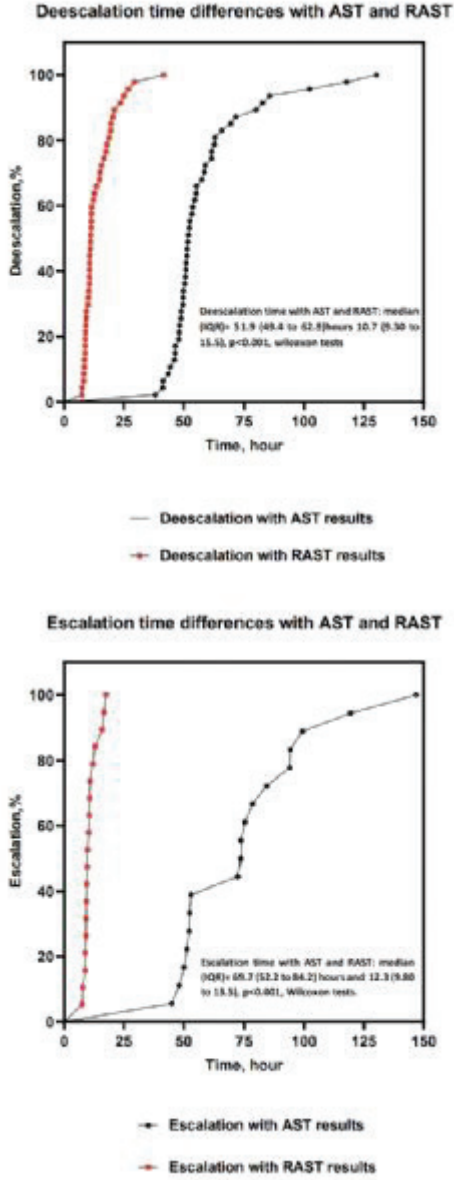 Deescalation time differences with AST and RAST
100
80
60
40
20
0
Deescalation,%
Deescalation time with AST and RAST: median
(IQR)= 51.9 (49.4 to 62.8)hours 10.7 (9.30 to
15.5), p<0.001, wilcoxon tests
0 25 50 75 100 125 150
Time, hour
Deescalation with AST results
Deescalation with RAST results
Escalation time differences with AST and RAST
100
80
60
40
20
0
Escalation,%
Escalation time with AST and RAST: median
(IQR)= 69.7 (52.2 to 84.2) hours and 12.3 (9.80
to 13.5), p<0.001, Wilcoxon tests.
0 25 50 75 100 125 150
Time, hour
Escalation with AST results
Escalation with RAST results